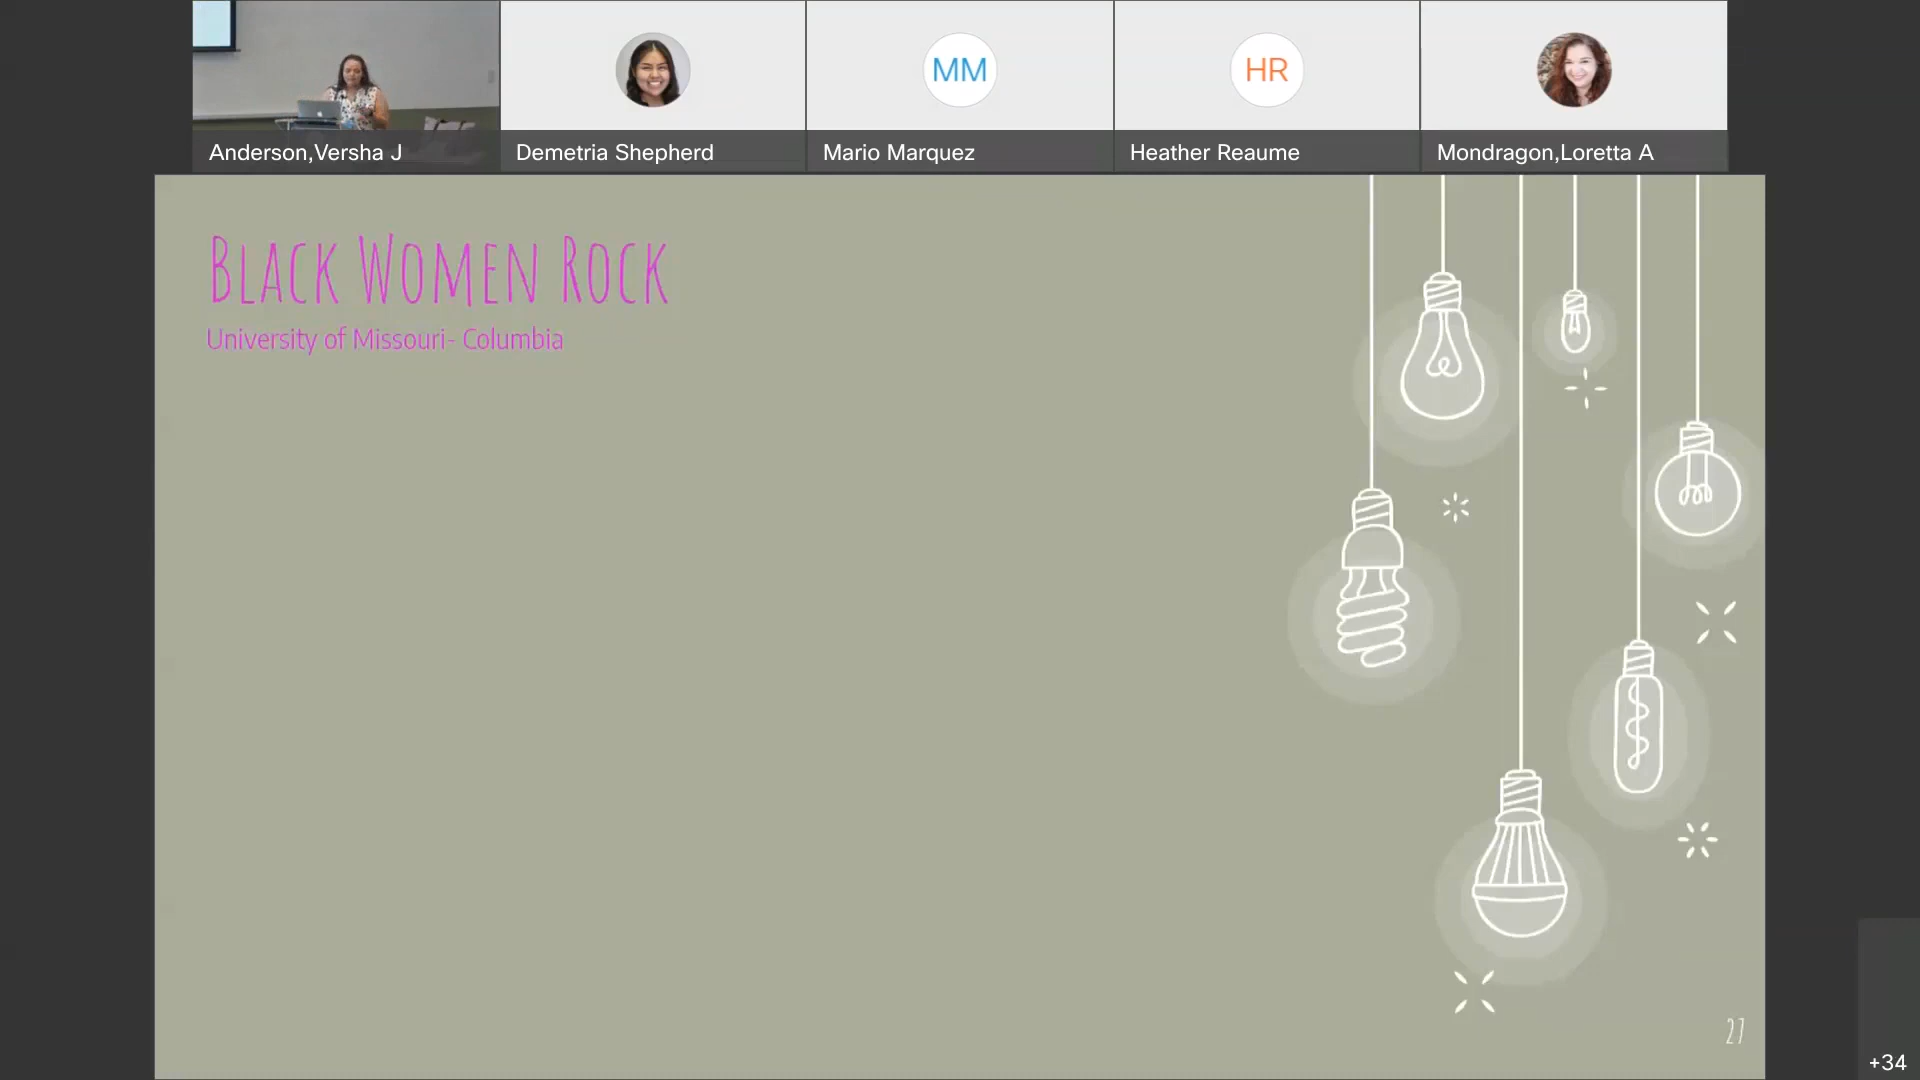 Anderson,Versha J
Demetria Shepherd
MM
Mario Marquez
HR
Heather Reaume
Mondragon,Loretta A
Black Women Rock
University of Missouri- Columbia
27
+34